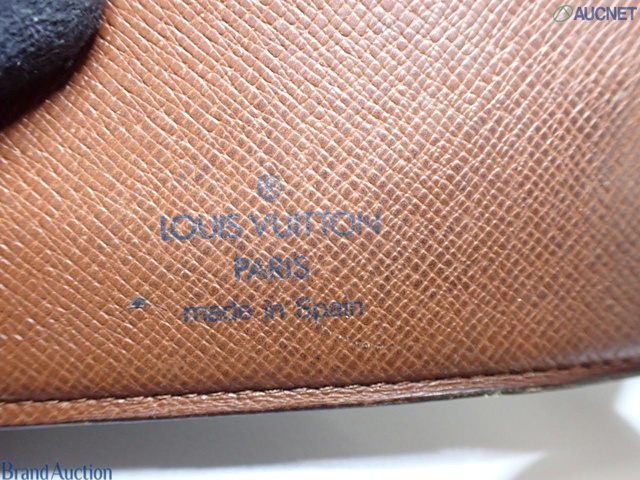 AUCNET
®
LOUIS VUITTON
PARIS
made in Spain
BRAND AUCTION